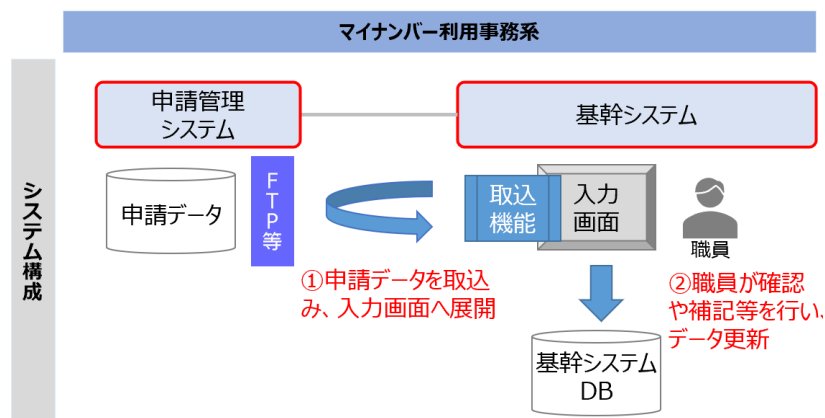 マイナンバー利用事務系
システム構成
申請管理
システム
基幹システム
申請データ
FTP等
取込
機能
入力
画面
職員
①申請データを取込
み、入力画面へ展開
②職員が確認
や補記等を行い、
データ更新
基幹システム
DB